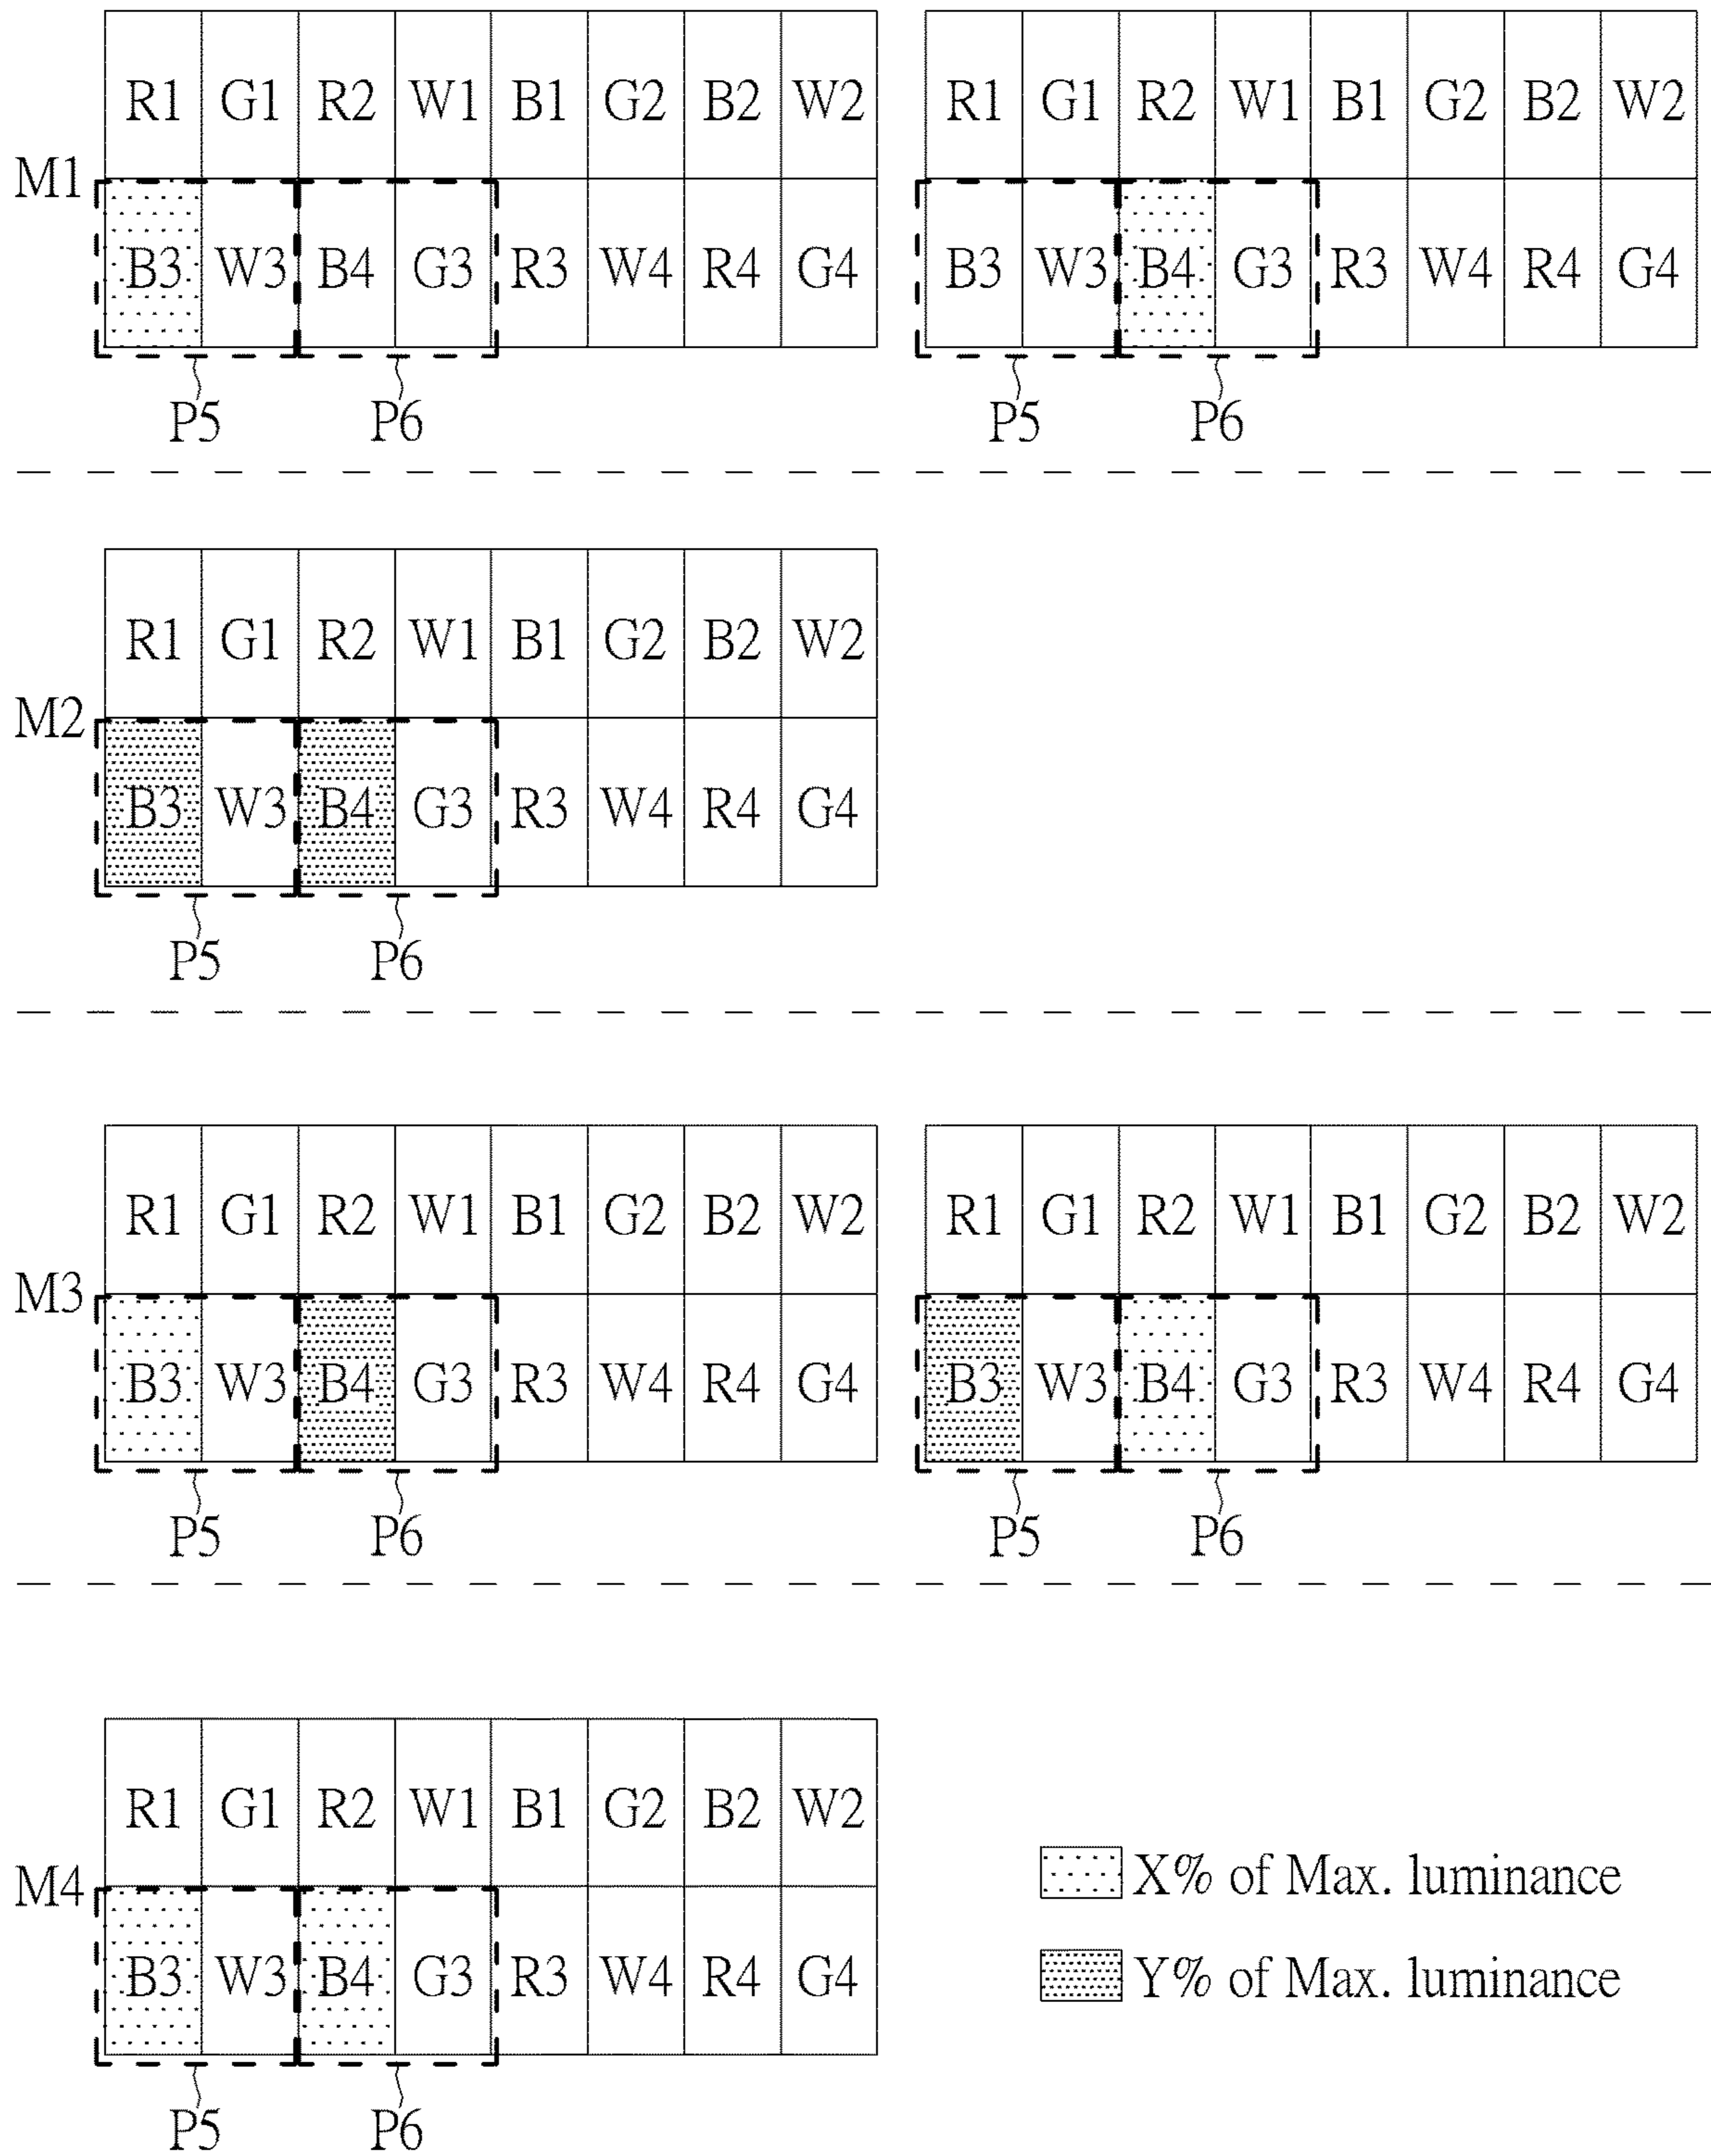 R1 G1 R2 W1 B1 G2 B2 W2 R1 G1 R2 W1 B1 G2 B2 W2
M1
B3 W3 B4 G3 R3 W4 R4 G4 B3 W3 B4 G3 R3 W4 R4 G4
P5 P6 P5 P6
R1 G1 R2 W1 B1 G2 B2 W2
M2
B3 W3 B4 G3 R3 W4 R4 G4
P5 P6
R1 G1 R2 W1 B1 G2 B2 W2 R1 G1 R2 W1 B1 G2 B2 W2
M3
B3 W3 B4 G3 R3 W4 R4 G4 B3 W3 B4 G3 R3 W4 R4 G4
P5 P6 P5 P6
R1 G1 R2 W1 B1 G2 B2 W2
M4
B3 W3 B4 G3 R3 W4 R4 G4
P5 P6
X% of Max. luminance
Y% of Max. luminance